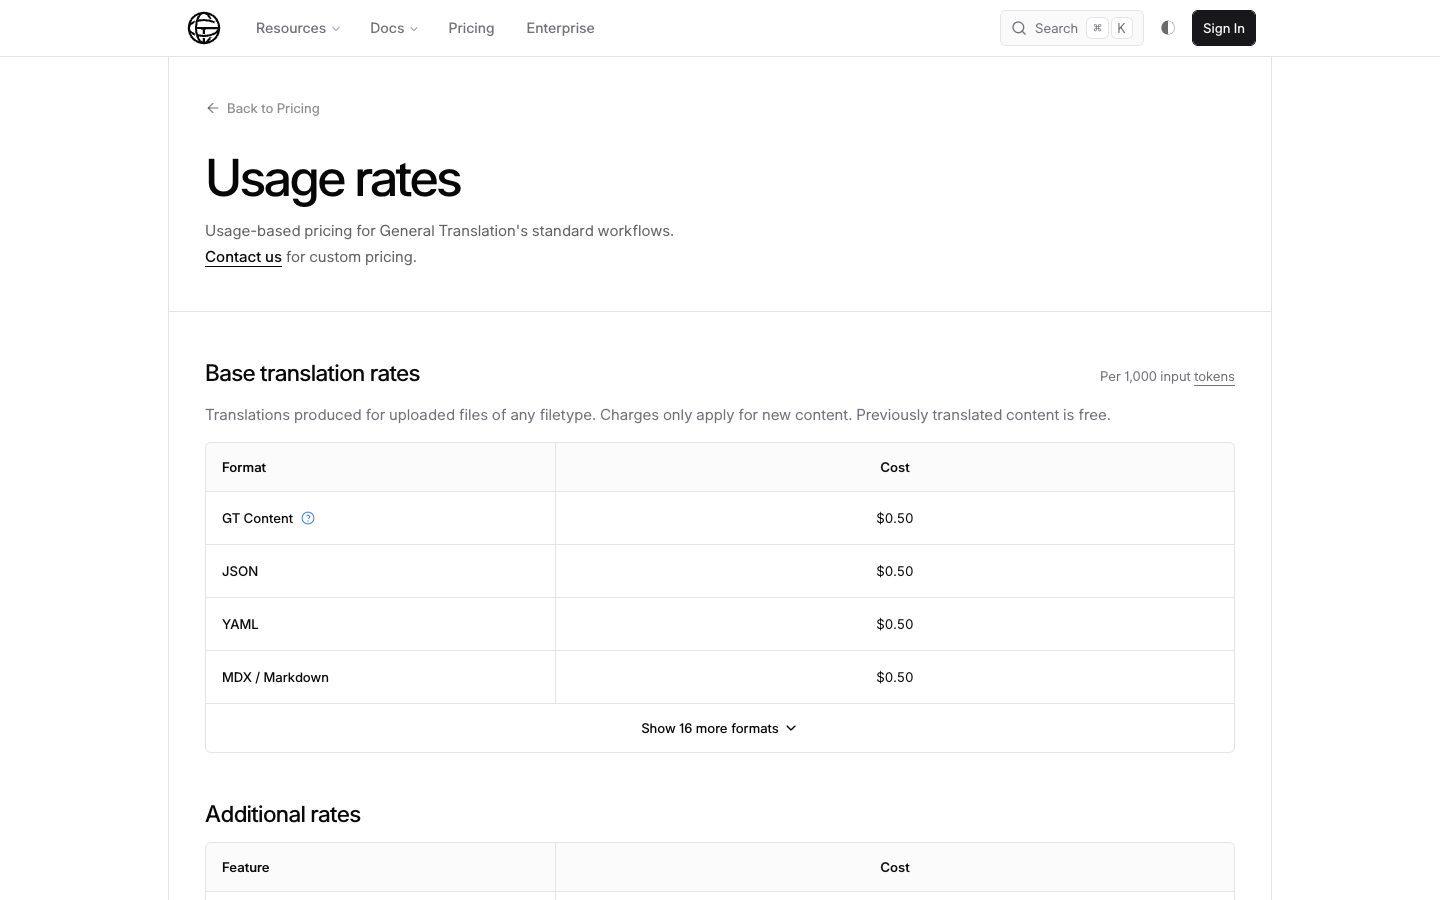 Resources
Docs
Pricing
Enterprise
Search ⌘ K
Sign In
Back to Pricing
Usage rates
Usage-based pricing for General Translation's standard workflows.
Contact us for custom pricing.
Base translation rates
Per 1,000 input tokens
Translations produced for uploaded files of any filetype. Charges only apply for new content. Previously translated content is free.
Format Cost
GT Content $0.50
JSON $0.50
YAML $0.50
MDX / Markdown $0.50
Show 16 more formats
Additional rates
Feature Cost